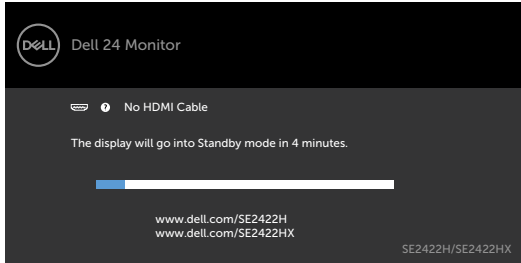 DELL
Dell 24 Monitor
? No HDMI Cable
The display will go into Standby mode in 4 minutes.
www.dell.com/SE2422H
www.dell.com/SE2422HX
SE2422H/SE2422HX